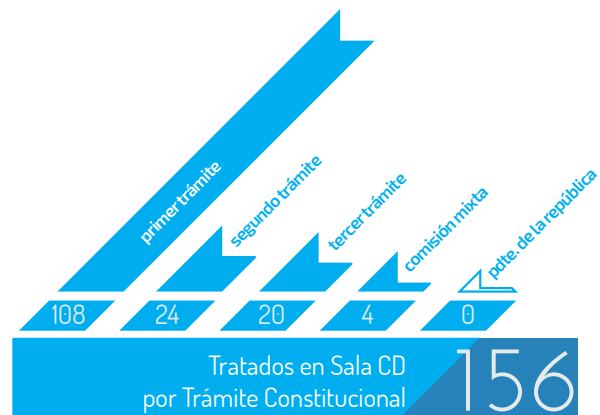 primer trámite
segundo trámite
tercer trámite
comisión mixta
pdte. de la república
108 24 20 4 0
Tratados en Sala CD
por Trámite Constitucional
156